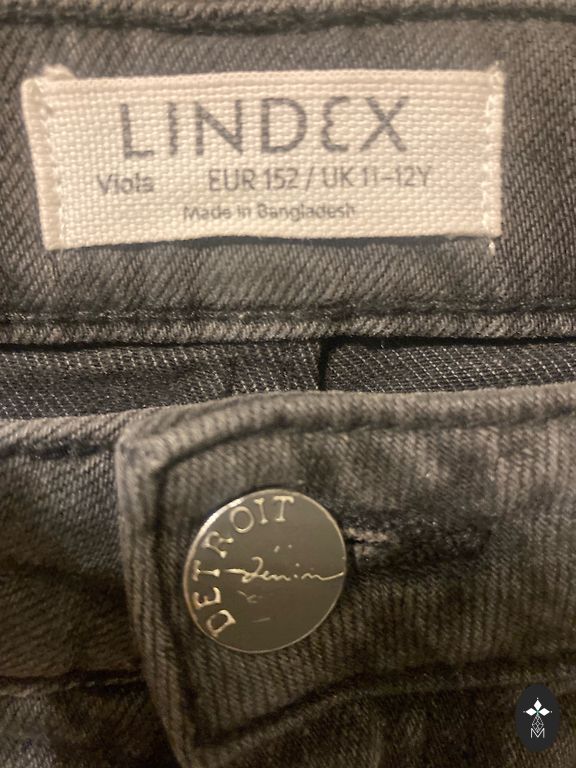 LINDEX
Viola EUR 152 / UK 11-12Y
Made in Bangladesh
DETROIT
Denim
M